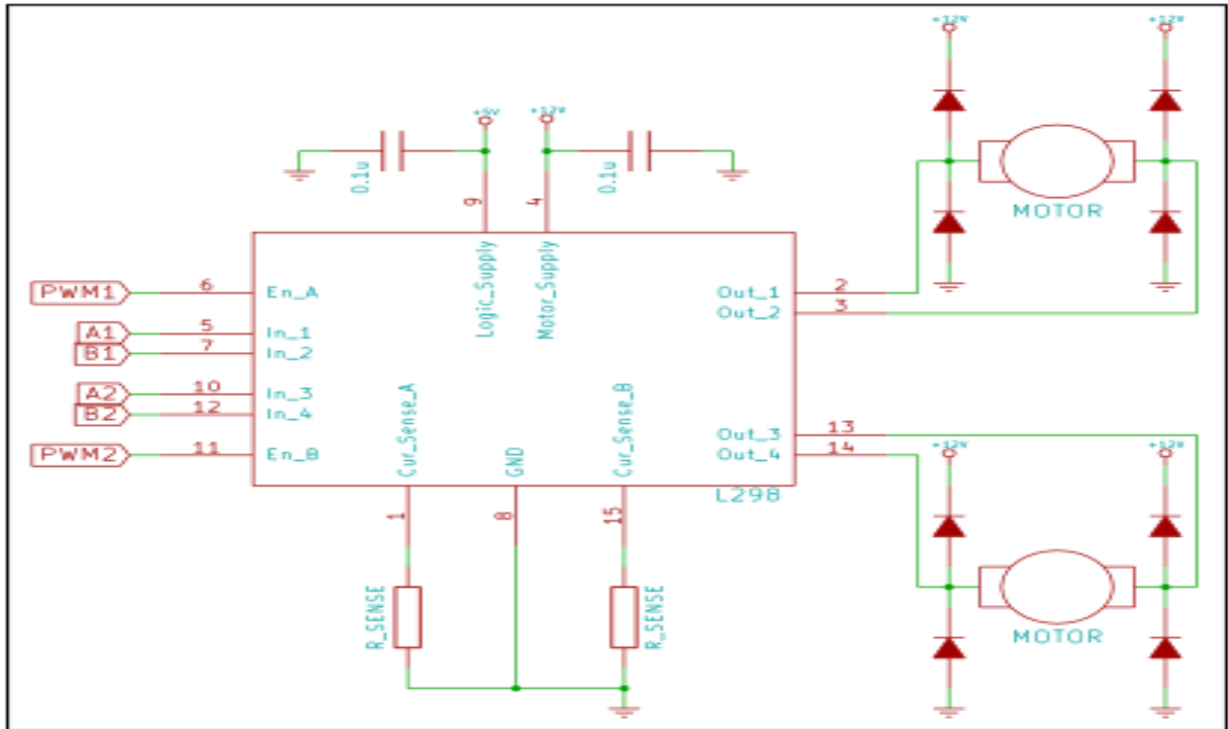 +12V +12V
+5V +12V
0.1u 0.1u
9 4
MOTOR
Logic_Supply Motor_Supply
PWM1 6 En_A Out_1 2
Out_2 3
A1 5 In_1
B1 7 In_2
A2 10 In_3
B2 12 In_4
Cur_Sense_A GND Cur_Sense_B
Out_3 13
PWM2 11 En_B Out_4 14
+12V +12V
L298
1 8 15
R_SENSE R_SENSE
MOTOR